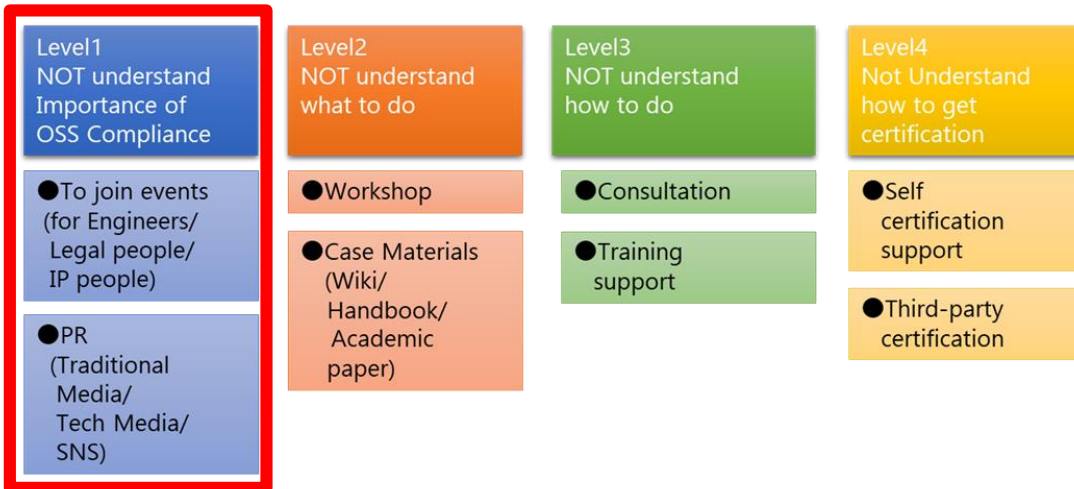 Level1
NOT understand
Importance of
OSS Compliance
●To join events
(for Engineers/
Legal people/
IP people)
●PR
(Traditional
Media/
Tech Media/
SNS)
Level2
NOT understand
what to do
●Workshop
●Case Materials
(Wiki/
Handbook/
Academic
paper)
Level3
NOT understand
how to do
●Consultation
●Training
support
Level4
Not Understand
how to get
certification
●Self
certification
support
●Third-party
certification